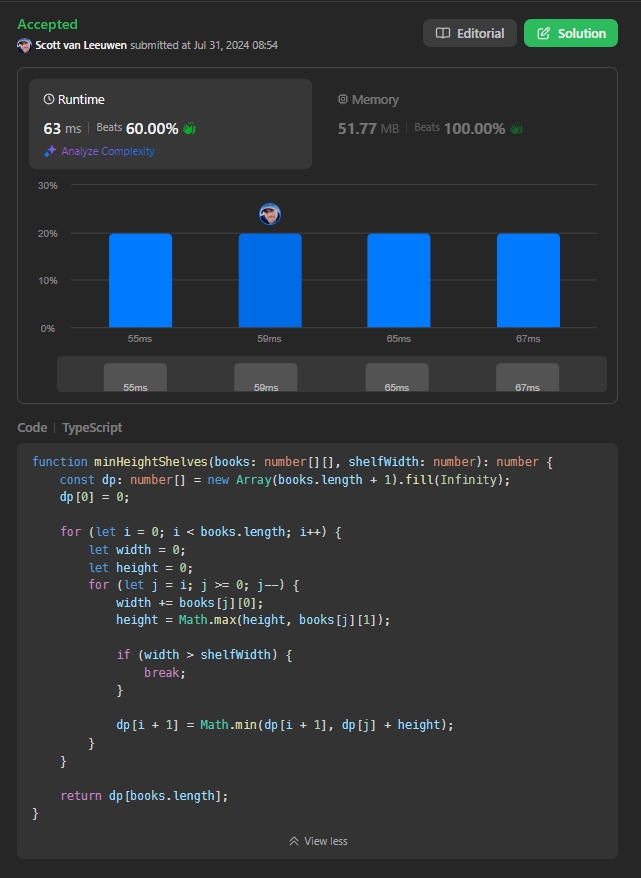 Accepted
Scott van Leeuwen submitted at Jul 31, 2024 08:54
Editorial
Solution
Runtime
63 ms | Beats 60.00%
Analyze Complexity
Memory
51.77 MB | Beats 100.00%
30%
20%
10%
0%
55ms 59ms 65ms 67ms
55ms 59ms 65ms 67ms
Code | TypeScript
function minHeightShelves(books: number[][], shelfWidth: number): number {
    const dp: number[] = new Array(books.length + 1).fill(Infinity);
    dp[0] = 0;

    for (let i = 0; i < books.length; i++) {
        let width = 0;
        let height = 0;
        for (let j = i; j >= 0; j--) {
            width += books[j][0];
            height = Math.max(height, books[j][1]);

            if (width > shelfWidth) {
                break;
            }

            dp[i + 1] = Math.min(dp[i + 1], dp[j] + height);
        }
    }

    return dp[books.length];
}
View less